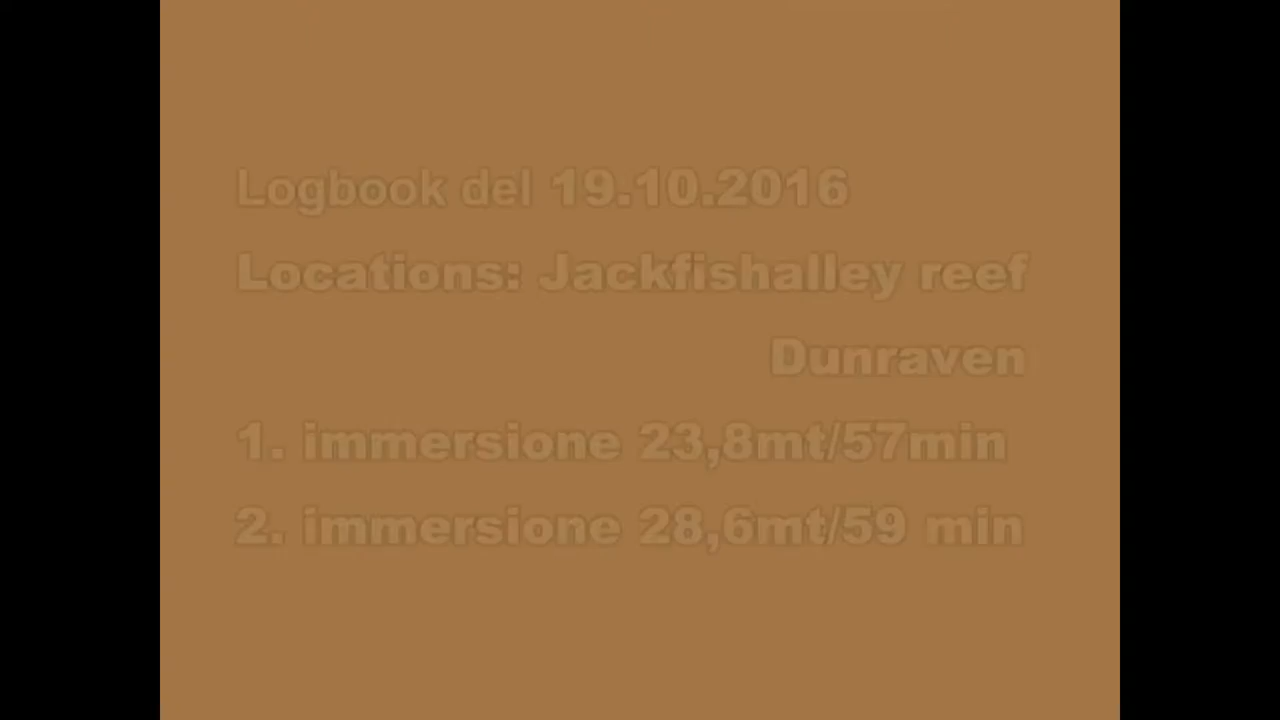 Logbook del 19.10.2016
Locations: Jackfishalley reef
Dunraven
1. immersione 23,8mt/57min
2. immersione 28,6mt/59 min